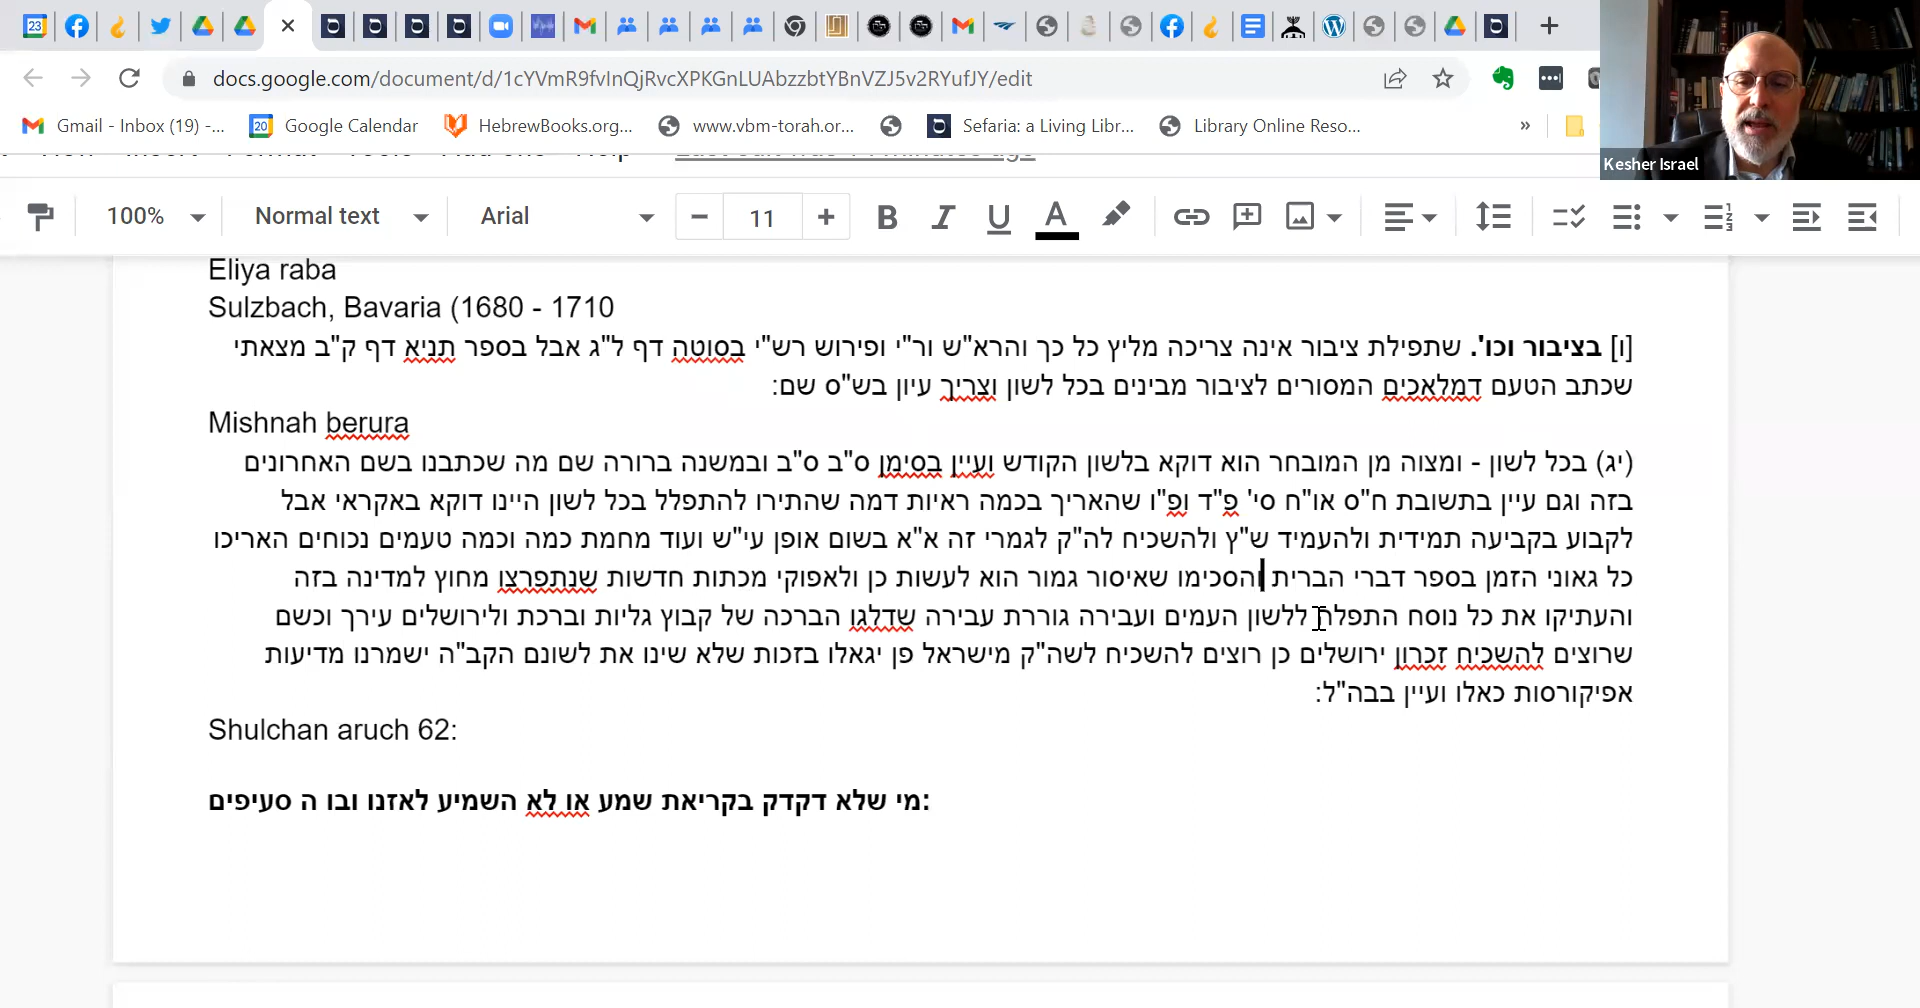 docs.google.com/document/d/1cYVmR9fvInQjRvcXPKGnLUAbzzbtYBnVZJ5v2RYufJY/edit
Gmail - Inbox (19) -... Google Calendar HebrewBooks.org... www.vbm-torah.or... Sefaria: a Living Libr... Library Online Reso... »
Kesher Israel
100% Normal text Arial 11
Eliya raba
Sulzbach, Bavaria (1680 - 1710
[ו] בציבור וכו'. שתפילת ציבור אינה צריכה מליץ כל כך והרא"ש ור"י ופירוש רש"י בסוטה דף ל"ג אבל בספר תניא דף ק"ב מצאתי
שכתב הטעם דמלאכים המסורים לציבור מבינים בכל לשון וצריך עיון בש"ס שם:
Mishnah berura
(יג) בכל לשון - ומצוה מן המובחר הוא דוקא בלשון הקודש ועיין בסימן ס"ב ס"ב ובמשנה ברורה שם מה שכתבנו בשם האחרונים
בזה וגם עיין בתשובת ח"ס או"ח סי' פ"ד ופ"ו שהאריך בכמה ראיות דמה שהתירו להתפלל בכל לשון היינו דוקא באקראי אבל
לקבוע בקביעה תמידית ולהעמיד ש"ץ ולהשכיח לה"ק לגמרי זה א"א בשום אופן עי"ש ועוד מחמת כמה וכמה טעמים נכוחים האריכו
כל גאוני הזמן בספר דברי הברית והסכימו שאיסור גמור הוא לעשות כן ולאפוקי מכתות חדשות שנתפרצו מחוץ למדינה בזה
והעתיקו את כל נוסח התפלה ללשון העמים ועבירה גוררת עבירה שדלגו הברכה של קבוץ גליות וברכת ולירושלים עירך וכשם
שרוצים להשכיח זכרון ירושלים כן רוצים להשכיח לשה"ק מישראל פן יגאלו בזכות שלא שינו את לשונם הקב"ה ישמרנו מדיעות
אפיקורסות כאלו ועיין בבה"ל:
Shulchan aruch 62:
מי שלא דקדק בקריאת שמע או לא השמיע לאזנו ובו ה סעיפים: